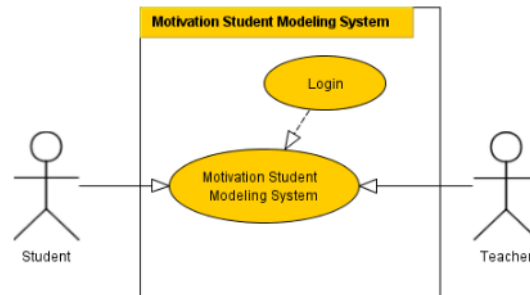 Motivation Student Modeling System
Login
Motivation Student
Modeling System
Student
Teacher